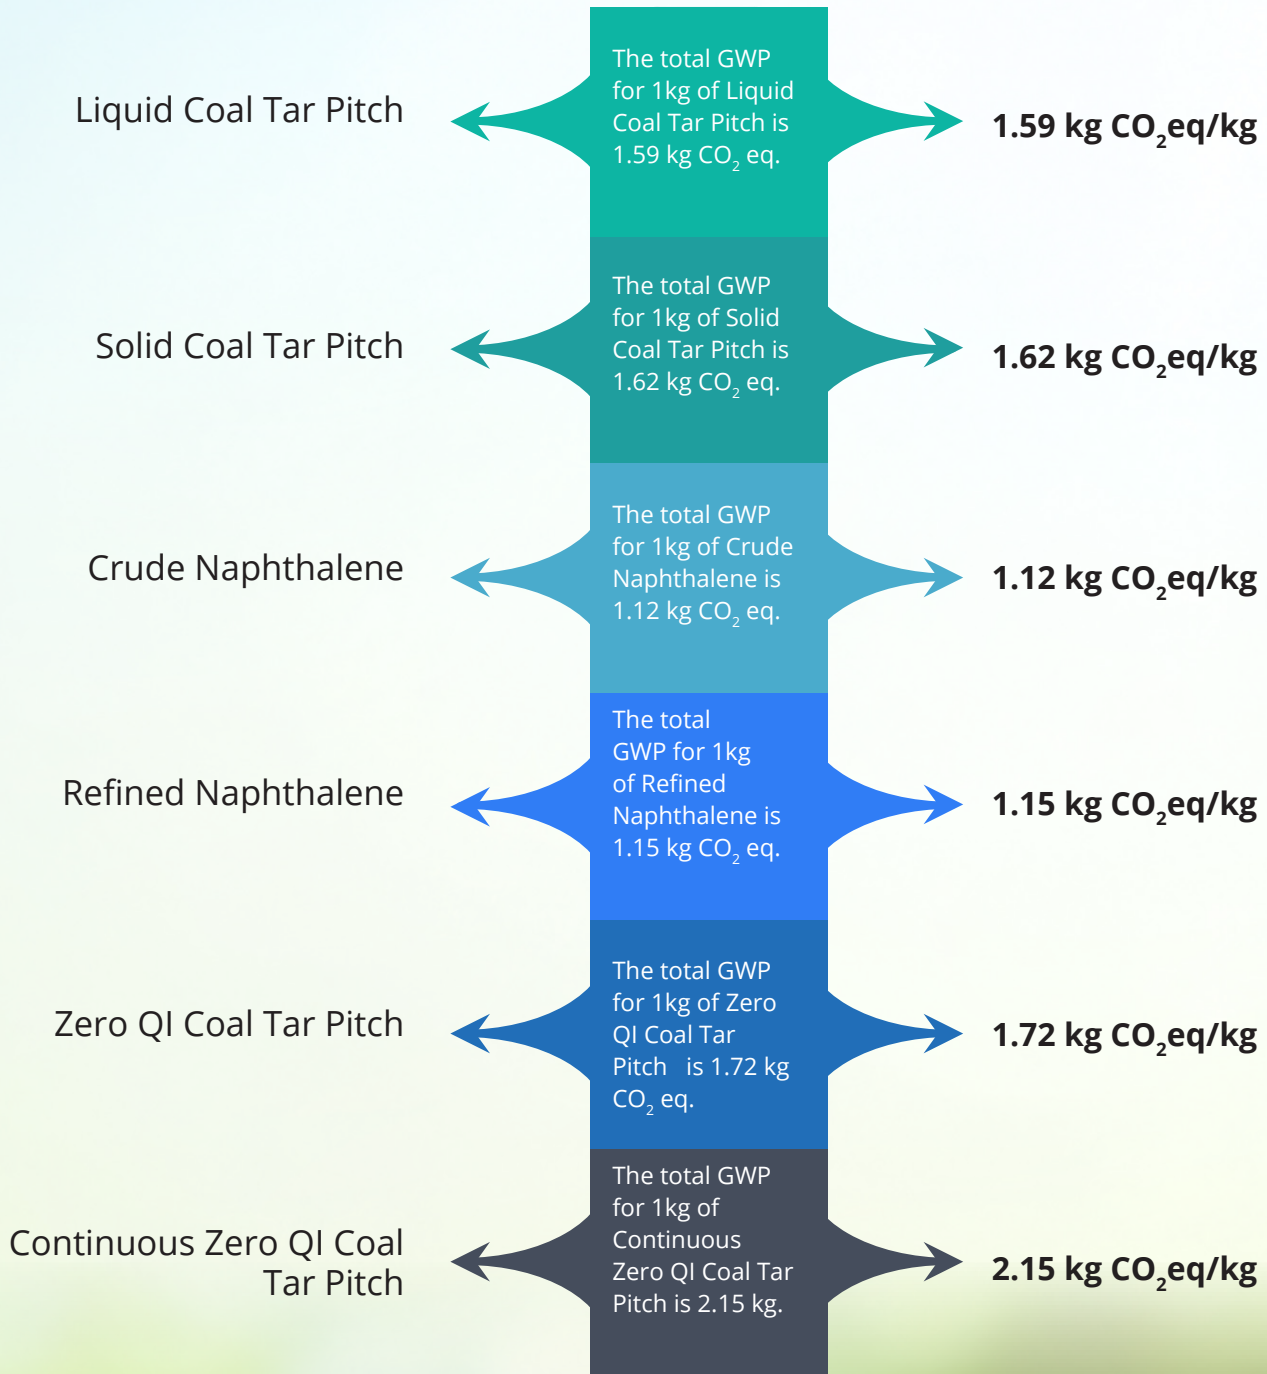 Liquid Coal Tar Pitch
The total GWP
for 1kg of Liquid
Coal Tar Pitch is
1.59 kg CO₂ eq.
1.59 kg CO₂eq/kg
Solid Coal Tar Pitch
The total GWP
for 1kg of Solid
Coal Tar Pitch is
1.62 kg CO₂ eq.
1.62 kg CO₂eq/kg
Crude Naphthalene
The total GWP
for 1kg of Crude
Naphthalene is
1.12 kg CO₂ eq.
1.12 kg CO₂eq/kg
Refined Naphthalene
The total
GWP for 1kg
of Refined
Naphthalene is
1.15 kg CO₂ eq.
1.15 kg CO₂eq/kg
Zero QI Coal Tar Pitch
The total GWP
for 1kg of Zero
QI Coal Tar
Pitch   is 1.72 kg
CO₂ eq.
1.72 kg CO₂eq/kg
Continuous Zero QI Coal
Tar Pitch
The total GWP
for 1kg of
Continuous
Zero QI Coal Tar
Pitch is 2.15 kg.
2.15 kg CO₂eq/kg